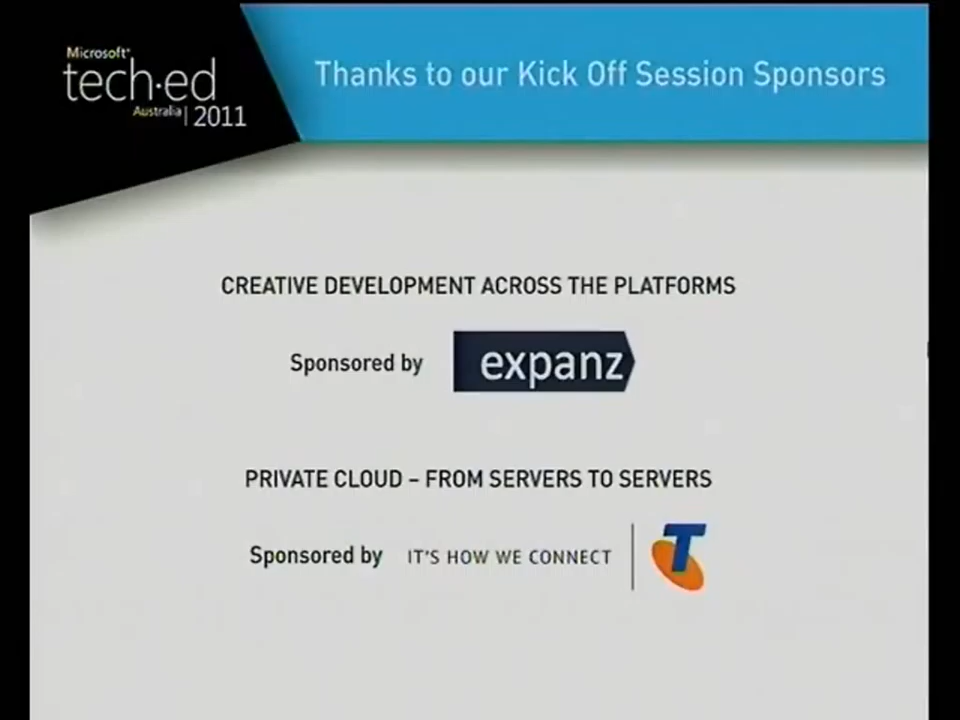 Microsoft®
tech·ed
Australia | 2011
Thanks to our Kick Off Session Sponsors
CREATIVE DEVELOPMENT ACROSS THE PLATFORMS
Sponsored by expanz
PRIVATE CLOUD – FROM SERVERS TO SERVERS
Sponsored by IT'S HOW WE CONNECT | T